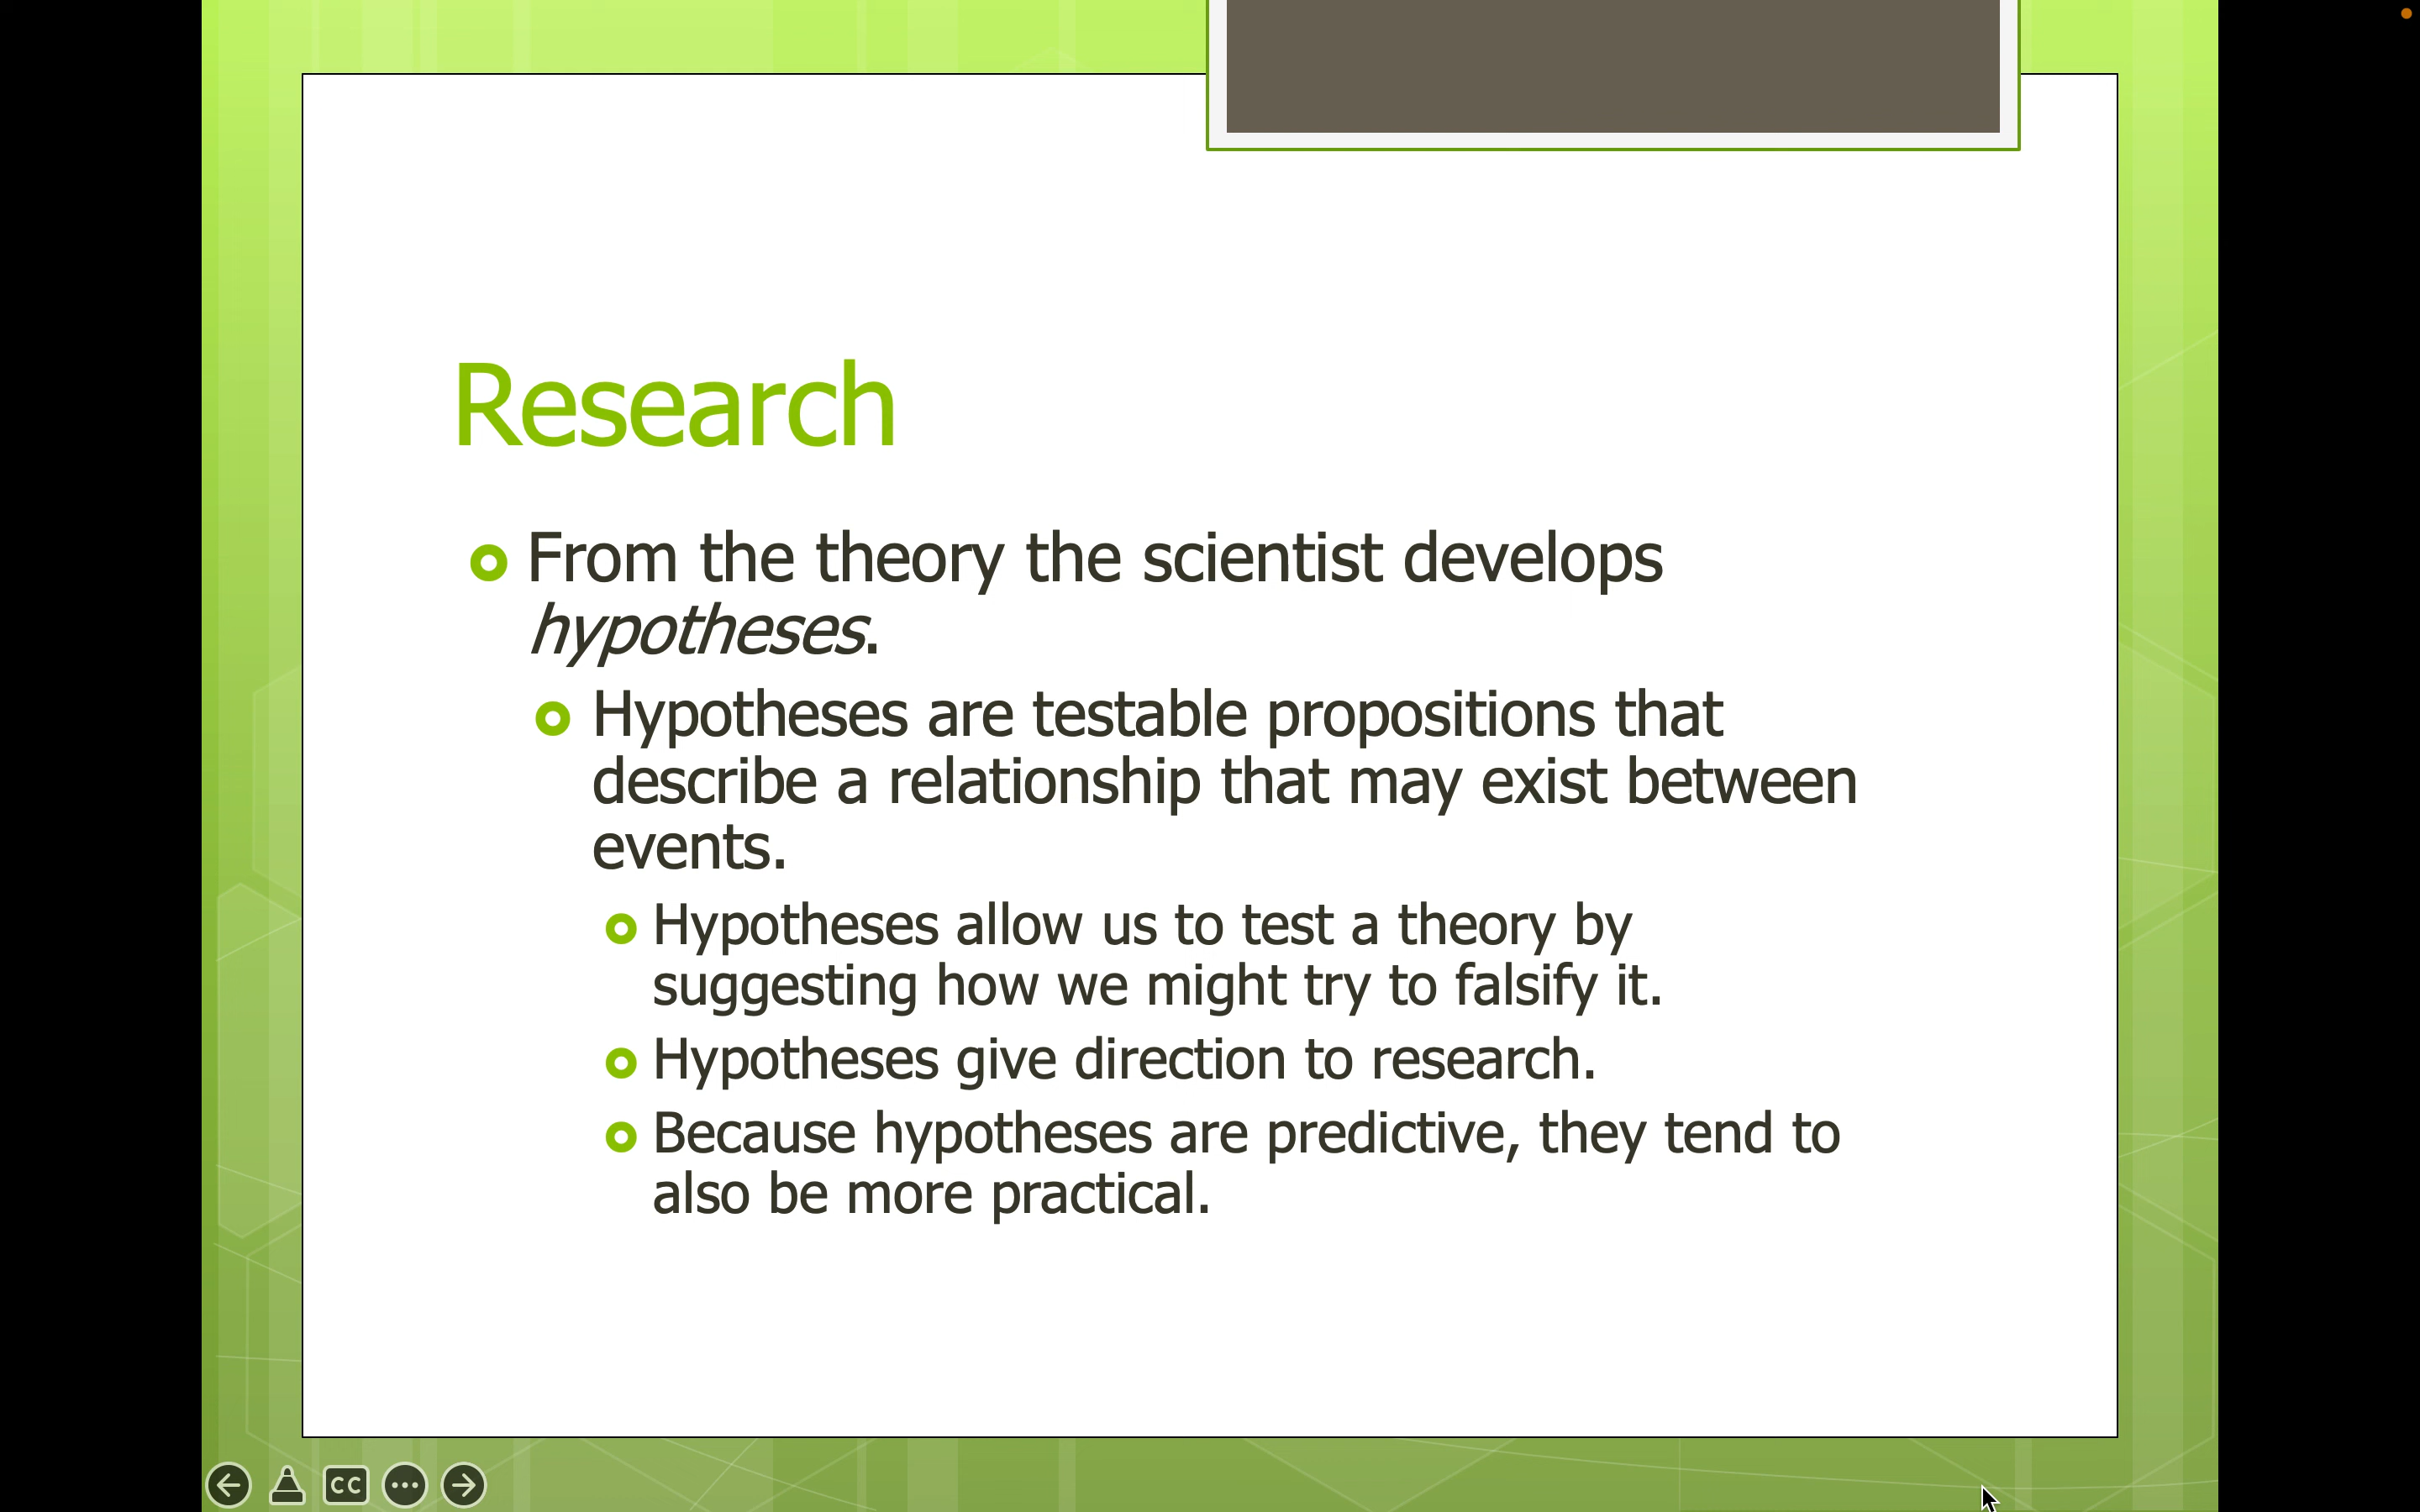 Research
From the theory the scientist develops
hypotheses.
Hypotheses are testable propositions that
describe a relationship that may exist between
events.
Hypotheses allow us to test a theory by
suggesting how we might try to falsify it.
Hypotheses give direction to research.
Because hypotheses are predictive, they tend to
also be more practical.
CC